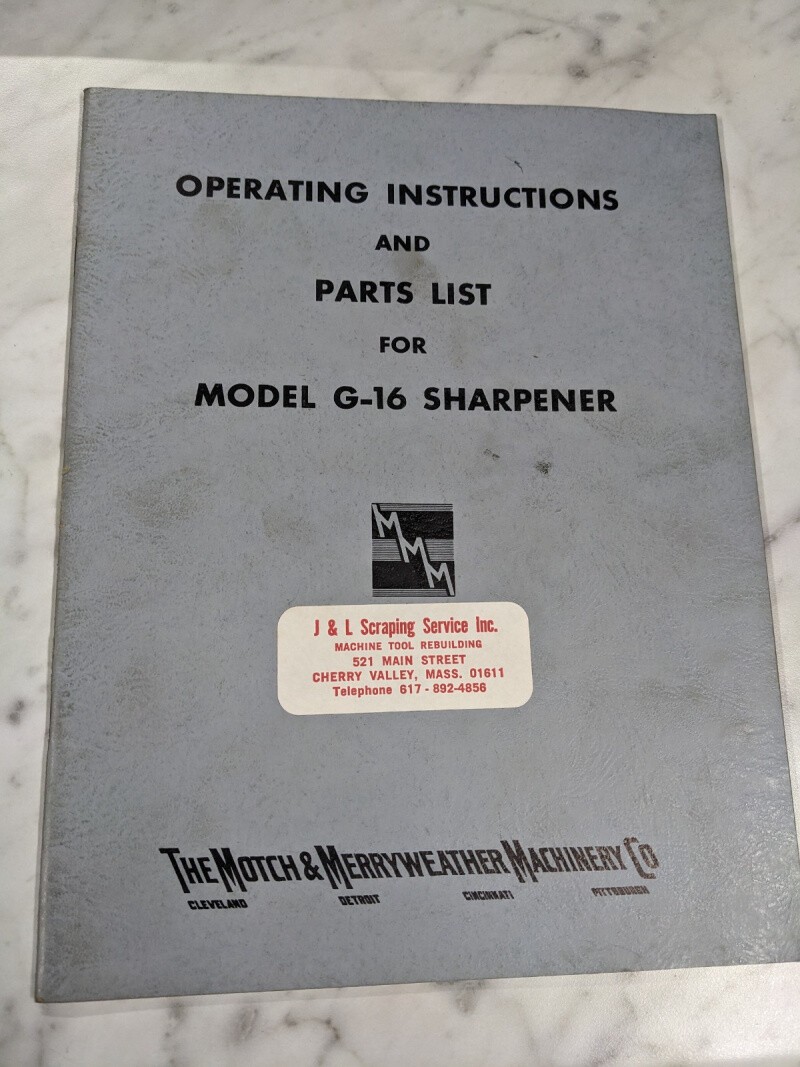 OPERATING INSTRUCTIONS
AND
PARTS LIST
FOR
MODEL G-16 SHARPENER
MMM
J & L Scraping Service Inc.
MACHINE TOOL REBUILDING
521 MAIN STREET
CHERRY VALLEY, MASS. 01611
Telephone 617 - 892-4856
THE MOTCH & MERRYWEATHER MACHINERY CO
CLEVELAND DETROIT CINCINNATI PITTSBURGH